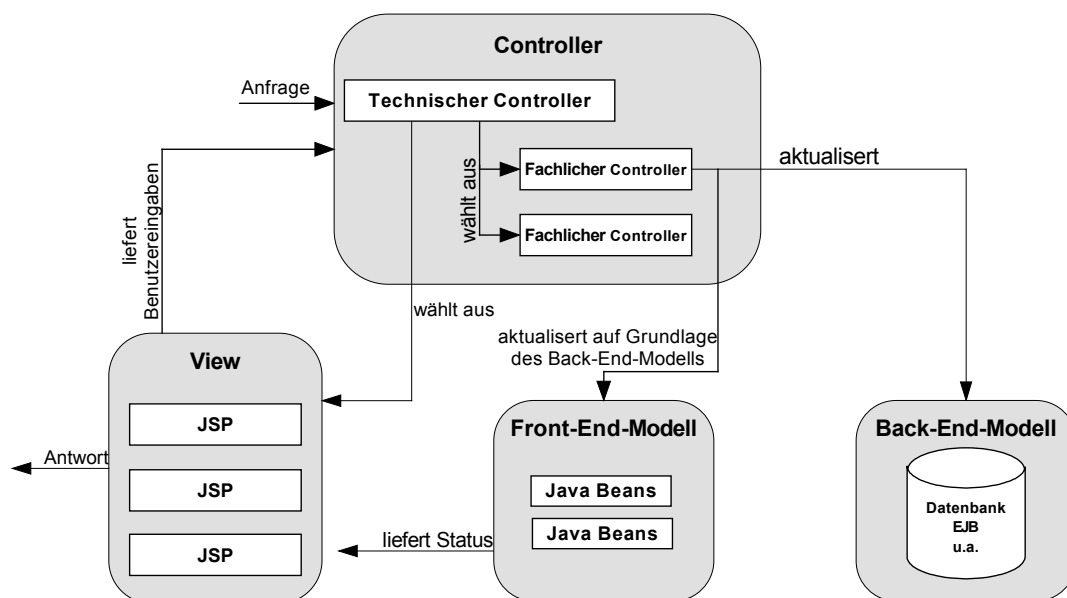 Controller
Anfrage
Technischer Controller
liefert
Benutzereingaben
wählt aus
Fachlicher Controller
aktualisert
Fachlicher Controller
wählt aus
aktualisert auf Grundlage
des Back-End-Modells
View
JSP
JSP
JSP
Antwort
Front-End-Modell
Java Beans
Java Beans
liefert Status
Back-End-Modell
Datenbank
EJB
u.a.